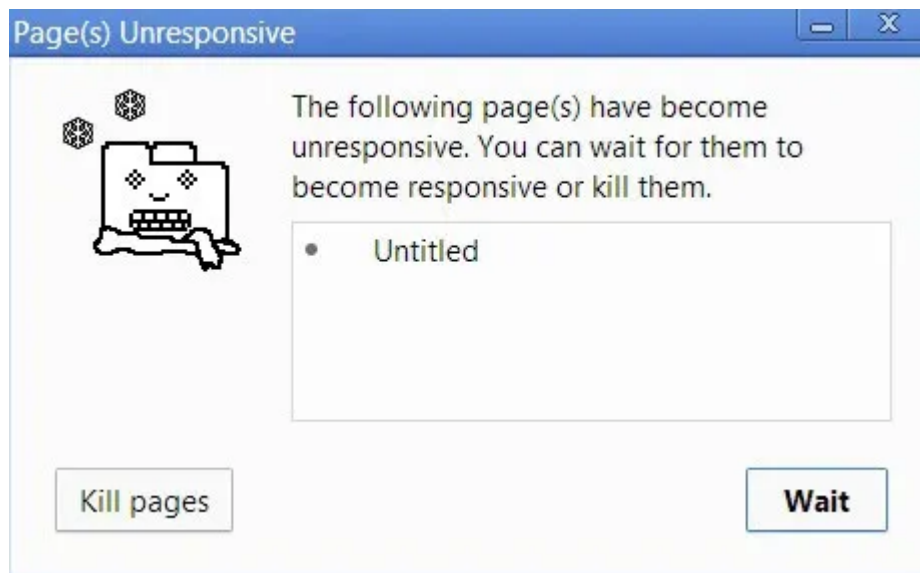 Page(s) Unresponsive
The following page(s) have become
unresponsive. You can wait for them to
become responsive or kill them.
Untitled
Kill pages
Wait